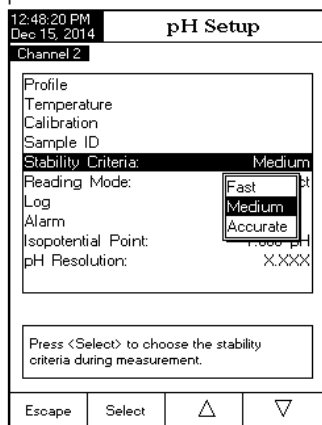 12:48:20 PM
Dec 15, 2014
pH Setup
Channel 2
Profile
Temperature
Calibration
Sample ID
Stability Criteria: Medium
Reading Mode:
Fast
Log
Medium
Alarm
Accurate
Isopotential Point: pH
pH Resolution: X.XXX
Press <Select> to choose the stability
criteria during measurement.
Escape Select